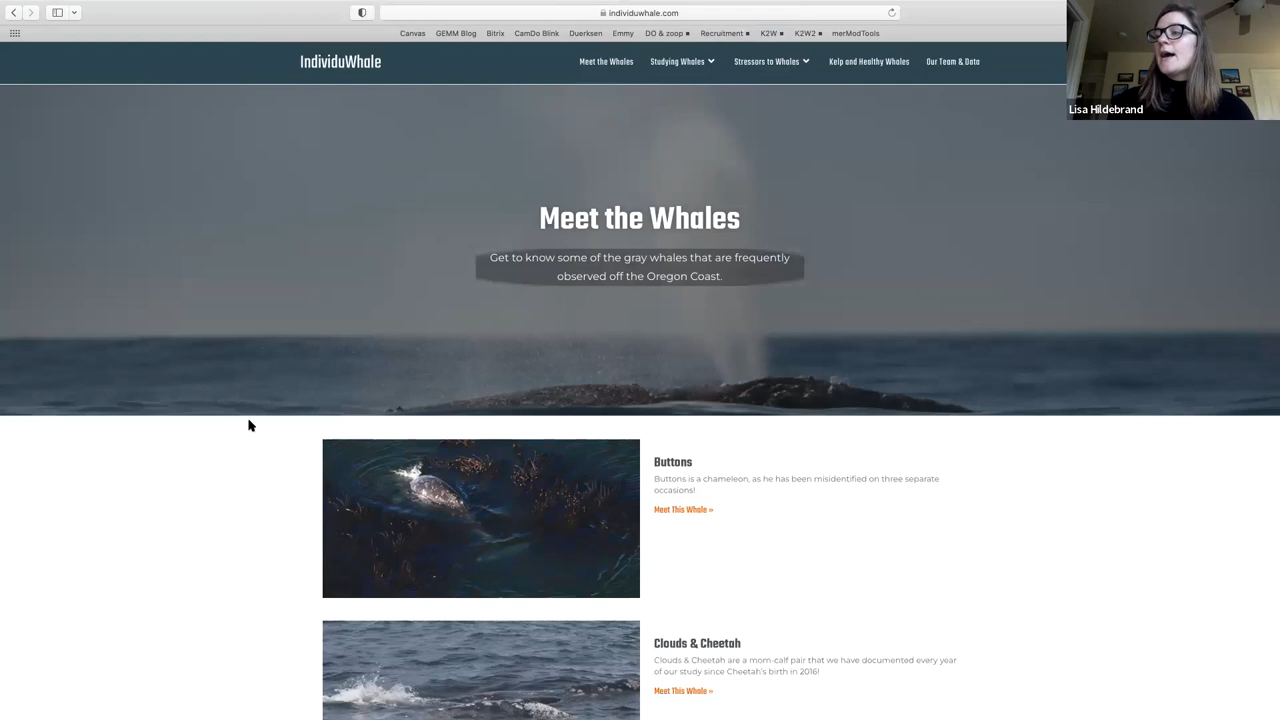 individuwhale.com
Canvas GEMM Blog Bitrix CamDo Blink Duerksen Emmy DO & zoop Recruitment K2W K2W2 merModTools
IndividuWhale
Meet the Whales Studying Whales Stressors to Whales Kelp and Healthy Whales Our Team & Data
Lisa Hildebrand
Meet the Whales
Get to know some of the gray whales that are frequently
observed off the Oregon Coast.
Buttons
Buttons is a chameleon, as he has been misidentified on three separate
occasions!
Meet This Whale »
Clouds & Cheetah
Clouds & Cheetah are a mom-calf pair that we have documented every year
of our study since Cheetah's birth in 2016!
Meet This Whale »